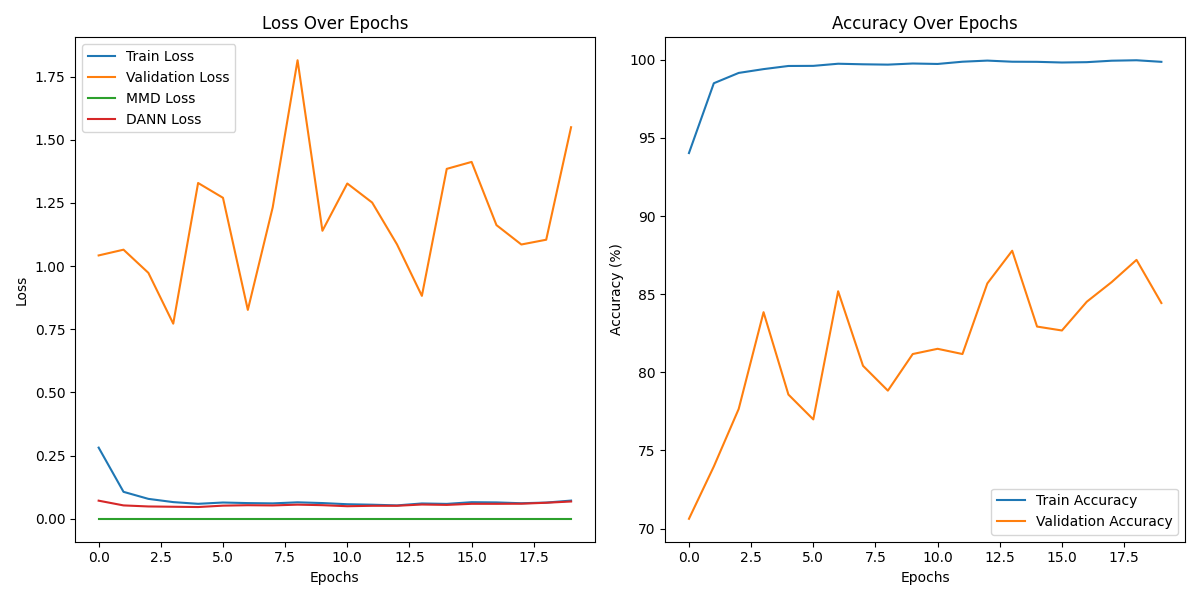 Loss Over Epochs
Train Loss
Validation Loss
MMD Loss
DANN Loss
1.75
1.50
1.25
1.00
0.75
0.50
0.25
0.00
Loss
0.0 2.5 5.0 7.5 10.0 12.5 15.0 17.5
Epochs
Accuracy Over Epochs
100
95
90
85
80
75
70
Accuracy (%)
Train Accuracy
Validation Accuracy
0.0 2.5 5.0 7.5 10.0 12.5 15.0 17.5
Epochs